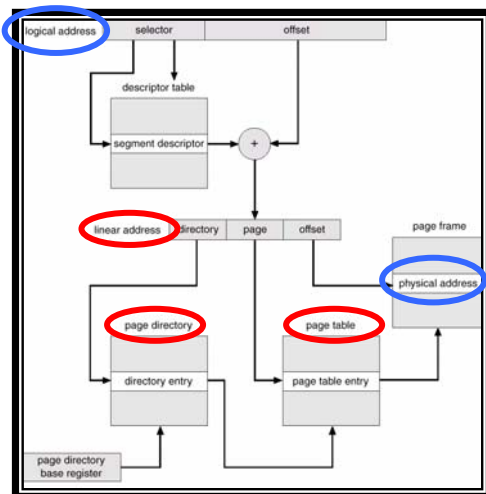 logical address
selector
offset
descriptor table
segment descriptor
+
linear address
directory
page
offset
page frame
physical address
page directory
page table
directory entry
page table entry
page directory
base register